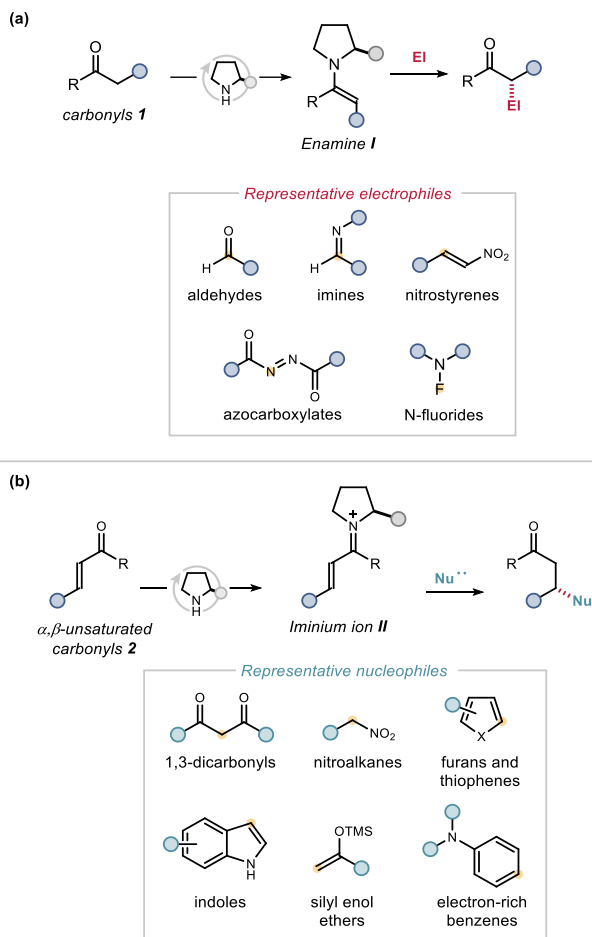 (a)
O
N
H
N
R
El
O
R
El
carbonyls 1
Enamine I
Representative electrophiles
O
H
N
H
NO2
aldehydes
imines
nitrostyrenes
O
N
N
O
N
F
azocarboxylates
N-fluorides
(b)
O
R
N
H
+
N
R
Nu
O
R
Nu
α,β-unsaturated
carbonyls 2
Iminium ion II
Representative nucleophiles
O
O
NO2
X
1,3-dicarbonyls
nitroalkanes
furans and
thiophenes
N
H
OTMS
N
indoles
silyl enol
ethers
electron-rich
benzenes